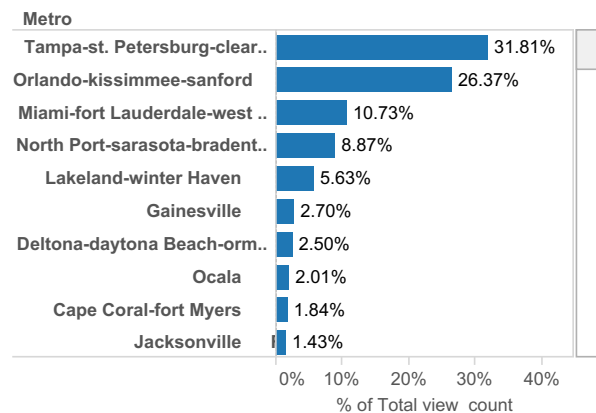 Metro
Tampa-st. Petersburg-clear.. 31.81%
Orlando-kissimmee-sanford 26.37%
Miami-fort Lauderdale-west .. 10.73%
North Port-sarasota-bradent.. 8.87%
Lakeland-winter Haven 5.63%
Gainesville 2.70%
Deltona-daytona Beach-orm.. 2.50%
Ocala 2.01%
Cape Coral-fort Myers 1.84%
Jacksonville 1.43%
0% 10% 20% 30% 40%
% of Total view count